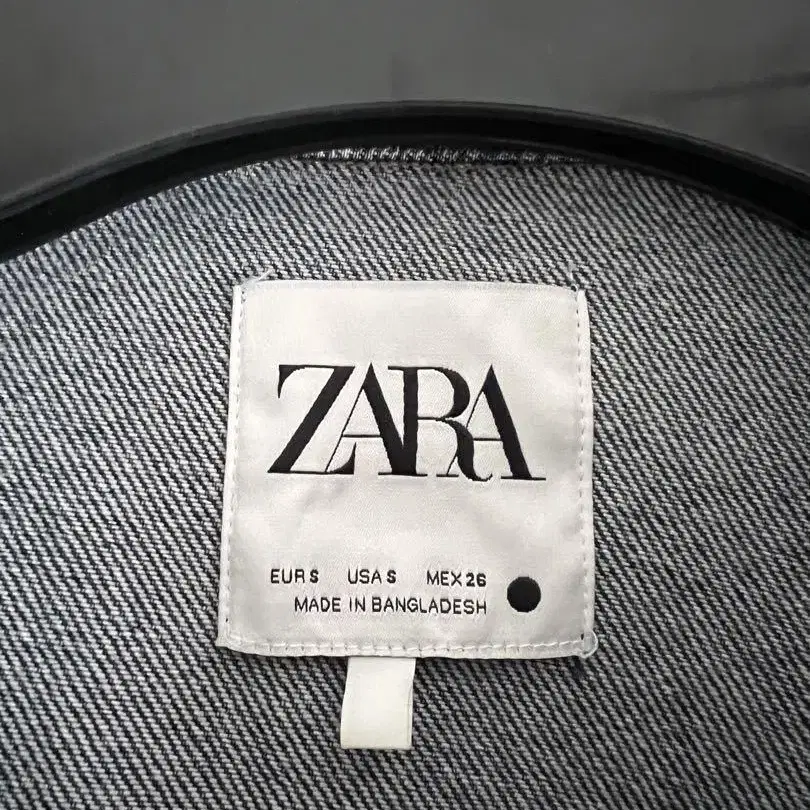 ZARA
EUR S USA S MEX 26
MADE IN BANGLADESH